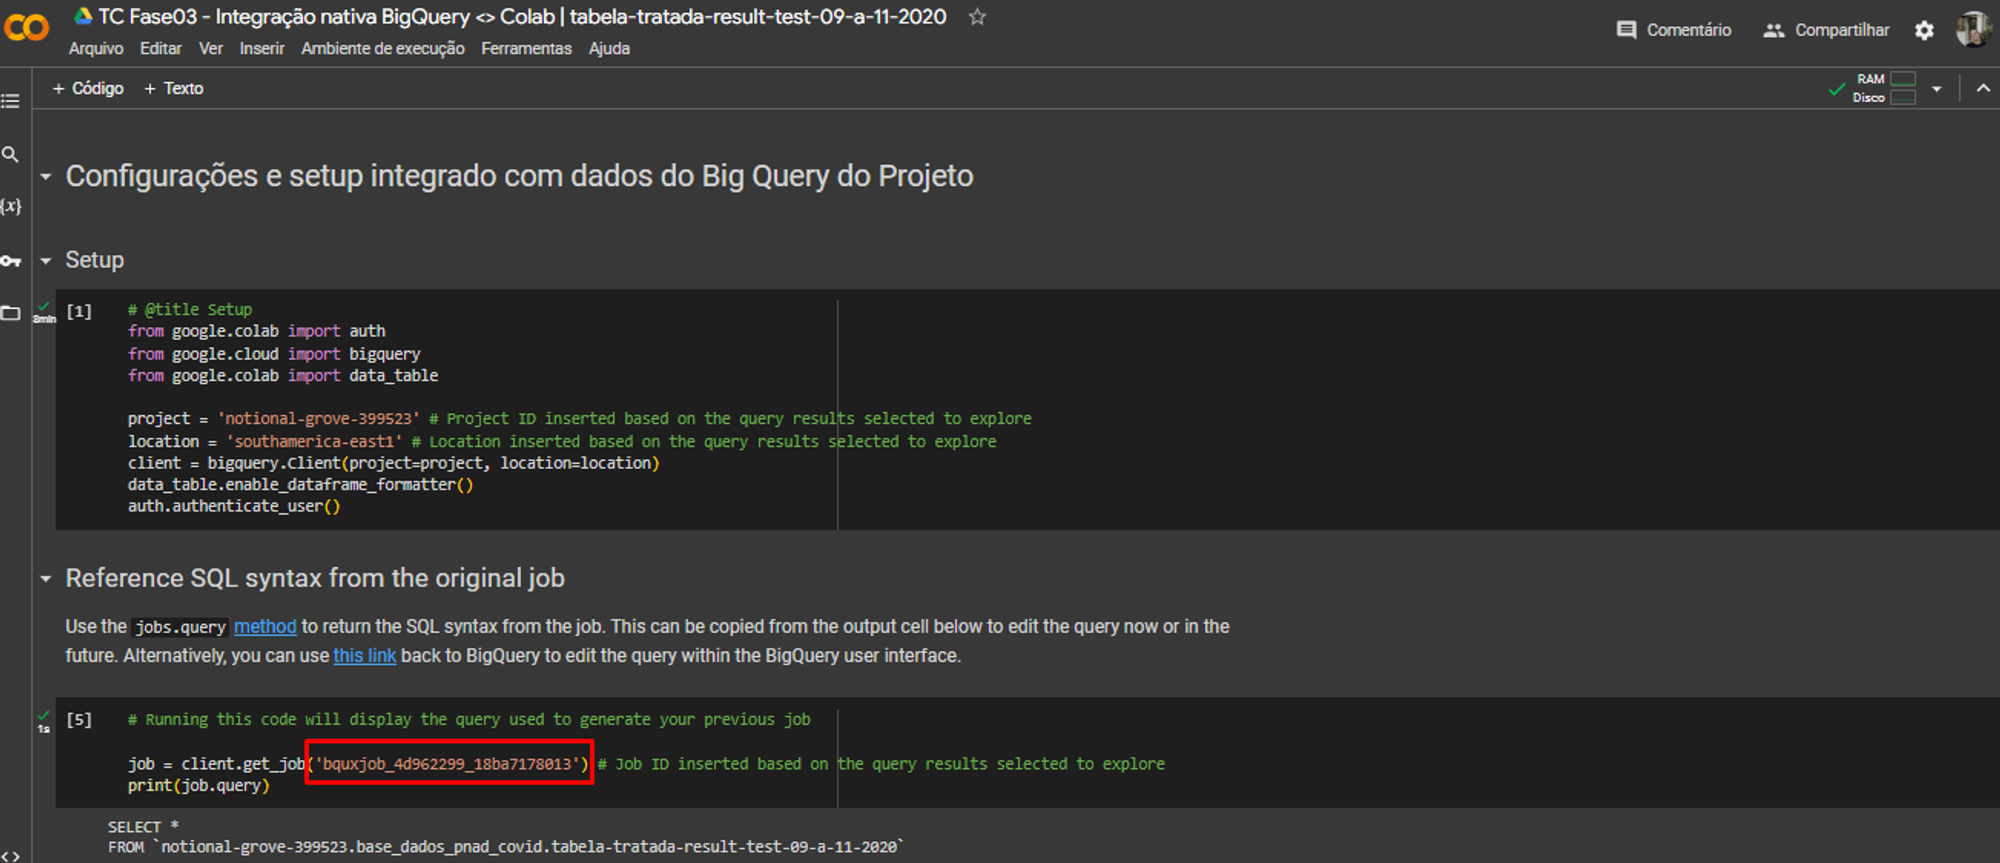 TC Fase03 - Integração nativa BigQuery <> Colab | tabela-tratada-result-test-09-a-11-2020
Arquivo Editar Ver Inserir Ambiente de execução Ferramentas Ajuda
Comentário Compartilhar
+ Código + Texto
RAM
Disco
Configurações e setup integrado com dados do Big Query do Projeto
{x}
Setup
3min
[1]
# @title Setup
from google.colab import auth
from google.cloud import bigquery
from google.colab import data_table
project = 'notional-grove-399523' # Project ID inserted based on the query results selected to explore
location = 'southamerica-east1' # Location inserted based on the query results selected to explore
client = bigquery.Client(project=project, location=location)
data_table.enable_dataframe_formatter()
auth.authenticate_user()
Reference SQL syntax from the original job
Use the jobs.query method to return the SQL syntax from the job. This can be copied from the output cell below to edit the query now or in the
future. Alternatively, you can use this link back to BigQuery to edit the query within the BigQuery user interface.
1s
[5]
# Running this code will display the query used to generate your previous job
job = client.get_job('bquxjob_4d962299_18ba7178013') # Job ID inserted based on the query results selected to explore
print(job.query)
SELECT *
FROM `notional-grove-399523.base_dados_pnad_covid.tabela-tratada-result-test-09-a-11-2020`